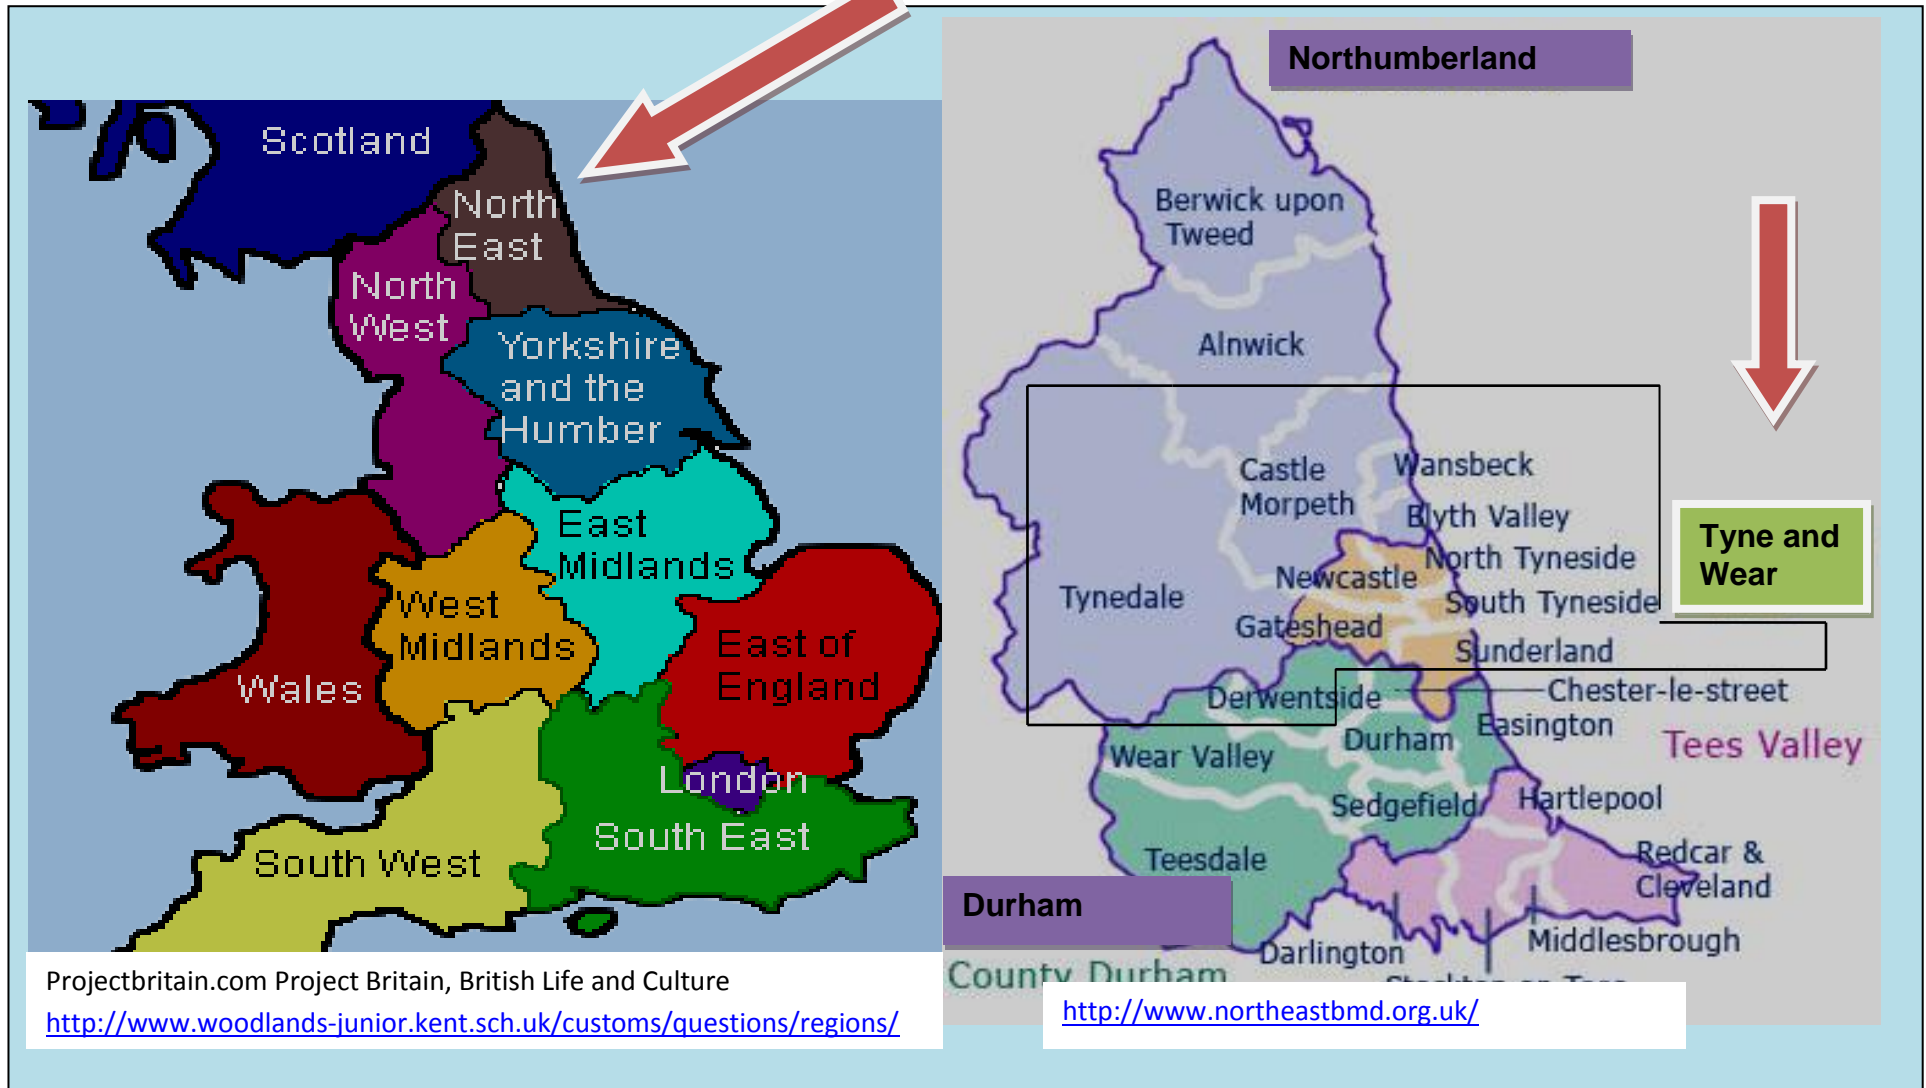 Scotland
North
East
North
West
Yorkshire
and the
Humber
East
Midlands
West
Midlands
Wales
East of
England
London
South East
South West
Projectbritain.com Project Britain, British Life and Culture
http://www.woodlands-junior.kent.sch.uk/customs/questions/regions/
Northumberland
Berwick upon
Tweed
Alnwick
Castle
Morpeth
Wansbeck
Blyth Valley
North Tyneside
Newcastle
Tynedale
South Tyneside
Gateshead
Sunderland
Tyne and
Wear
Derwentside
Chester-le-street
Easington
Durham
Wear Valley
Tees Valley
Sedgefield
Hartlepool
Teesdale
Redcar &
Cleveland
Durham
Darlington
Middlesbrough
County Durham
Stockton on Tees
http://www.northeastbmd.org.uk/